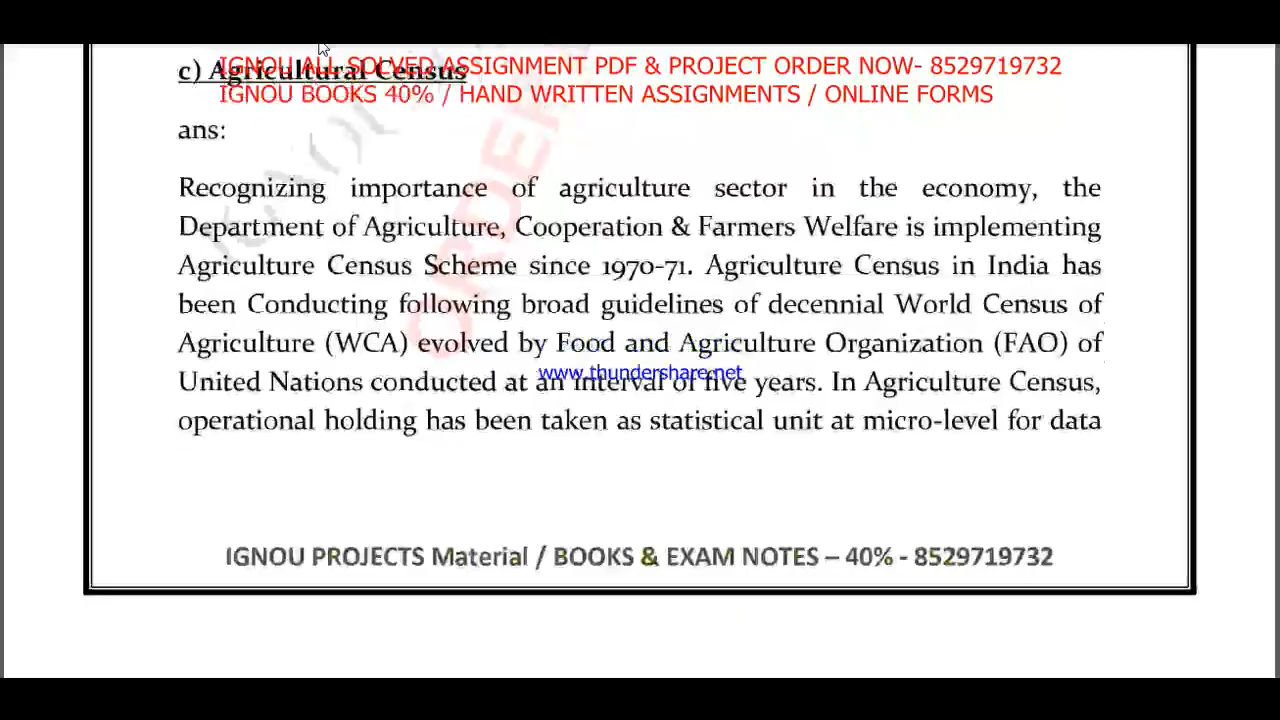 c) Agricultural Census
IGNOU ALL SOLVED ASSIGNMENT PDF & PROJECT ORDER NOW- 8529719732
IGNOU BOOKS 40% / HAND WRITTEN ASSIGNMENTS / ONLINE FORMS
ans:
Recognizing importance of agriculture sector in the economy, the
Department of Agriculture, Cooperation & Farmers Welfare is implementing
Agriculture Census Scheme since 1970-71. Agriculture Census in India has
been Conducting following broad guidelines of decennial World Census of
Agriculture (WCA) evolved by Food and Agriculture Organization (FAO) of
www.thundershare.net
United Nations conducted at an interval of five years. In Agriculture Census,
operational holding has been taken as statistical unit at micro-level for data
ORDER
IGNOU PROJECTS Material / BOOKS & EXAM NOTES – 40% - 8529719732